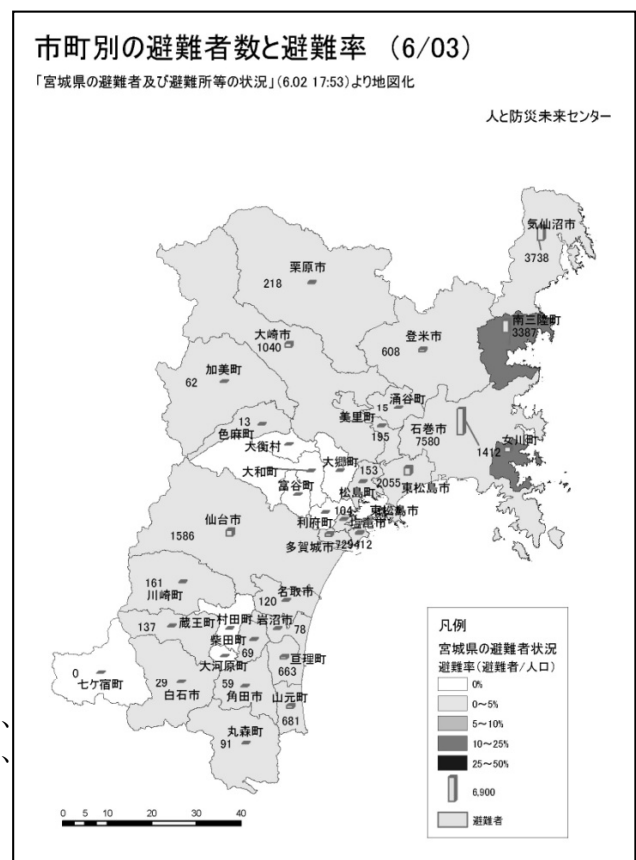 市町別の避難者数と避難率 (6/03)
「宮城県の避難者及び避難所等の状況」(6.02 17:53)より地図化
人と防災未来センター
気仙沼市
3738
栗原市
218
南三陸町
3387
大崎市
1040
登米市
608
加美町
62
涌谷町
15
美里町
195
石巻市
7580
女川町
1412
13
色麻町
大衡村
大和町
大郷町
富谷町
153
松島町
2055
東松島市
東松島市
利府町
104
塩竈市
仙台市
1586
多賀城市
729
412
161
川崎町
名取市
120
蔵王町
137
村田町
岩沼市
78
柴田町
69
大河原町
亘理町
663
0
七ケ宿町
29
白石市
59
角田市
山元町
681
丸森町
91
凡例
宮城県の避難者状況
避難率(避難者/人口)
0%
0～5%
5～10%
10～25%
25～50%
6,900
避難者
0 5 10 20 30 40
、
、